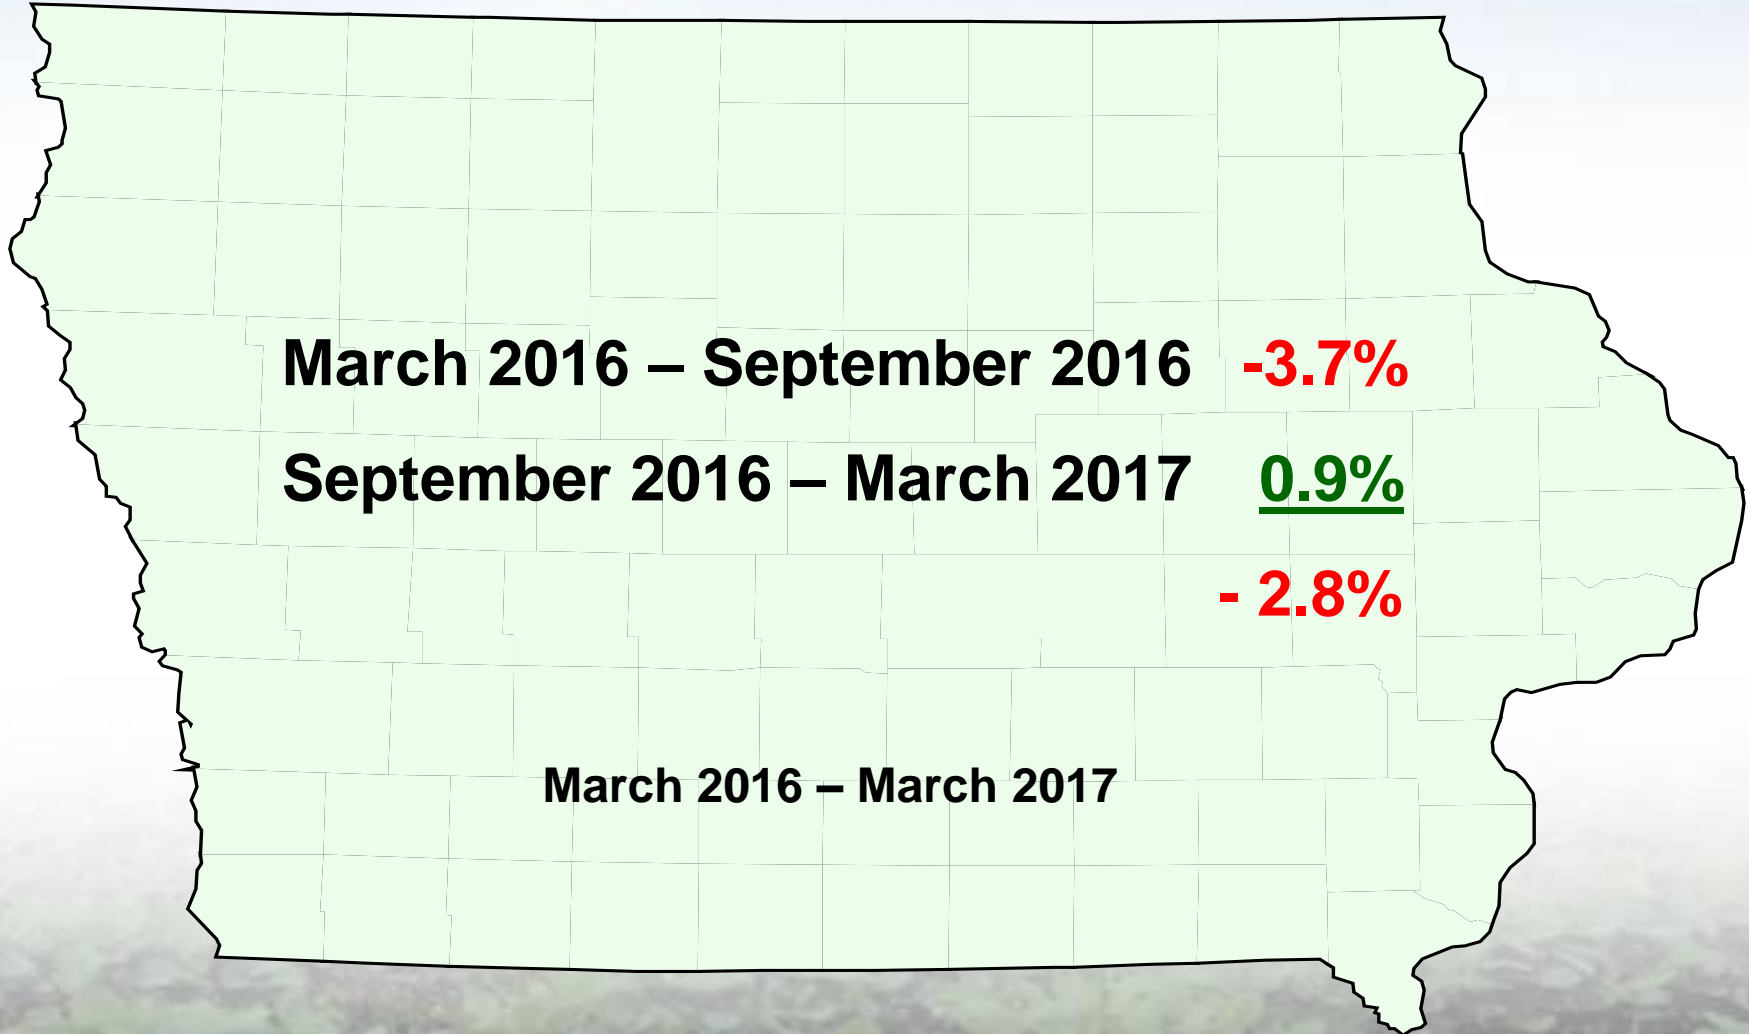 March 2016 – September 2016 -3.7%
September 2016 – March 2017 0.9%
- 2.8%
March 2016 – March 2017